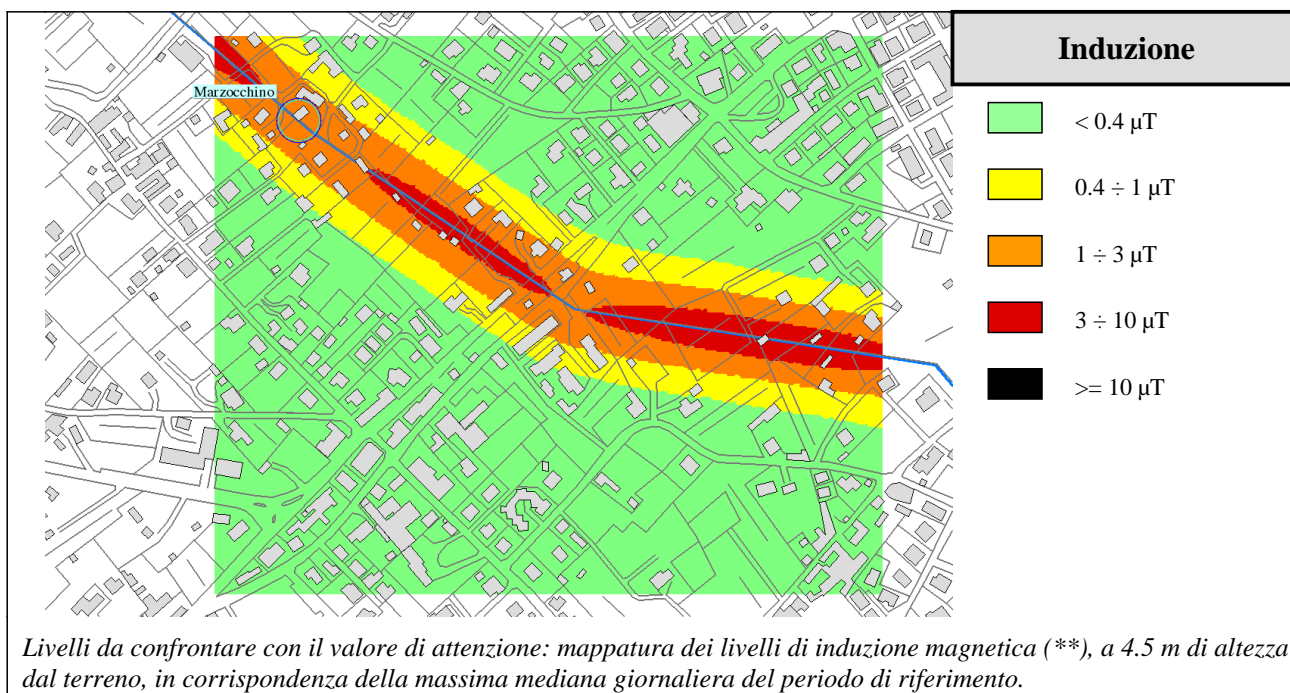 Induzione
Marzocchino
< 0.4 µT
0.4 ÷ 1 µT
1 ÷ 3 µT
3 ÷ 10 µT
>= 10 µT
Livelli da confrontare con il valore di attenzione: mappatura dei livelli di induzione magnetica (**), a 4.5 m di altezza
dal terreno, in corrispondenza della massima mediana giornaliera del periodo di riferimento.